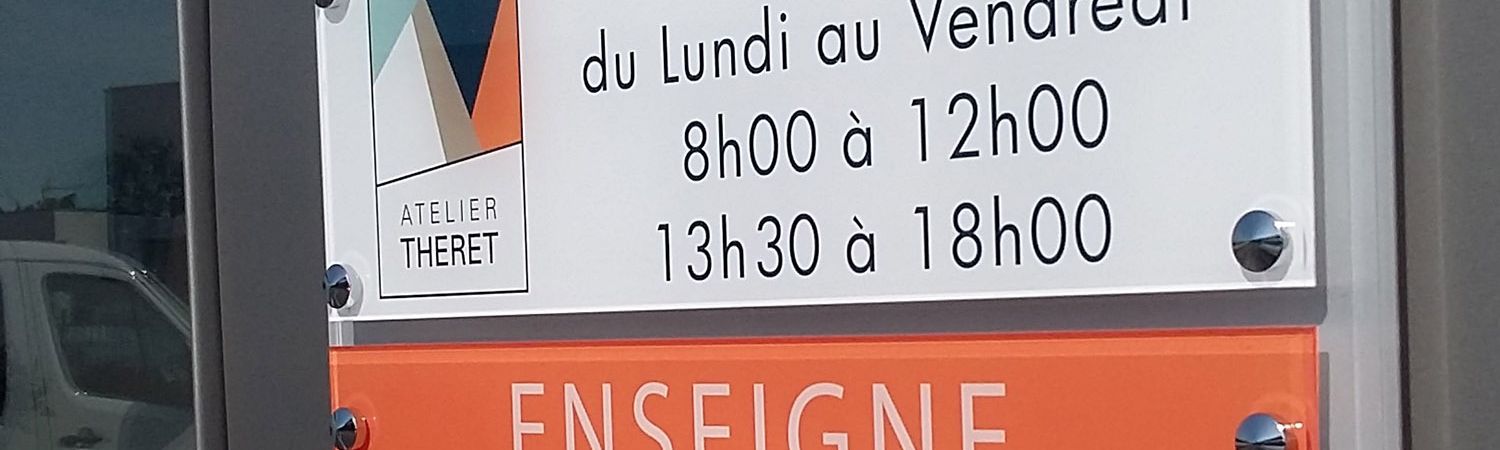 du Lundi au Vendredi
8h00 à 12h00
13h30 à 18h00
ATELIER
THERET
ENSEIGNE